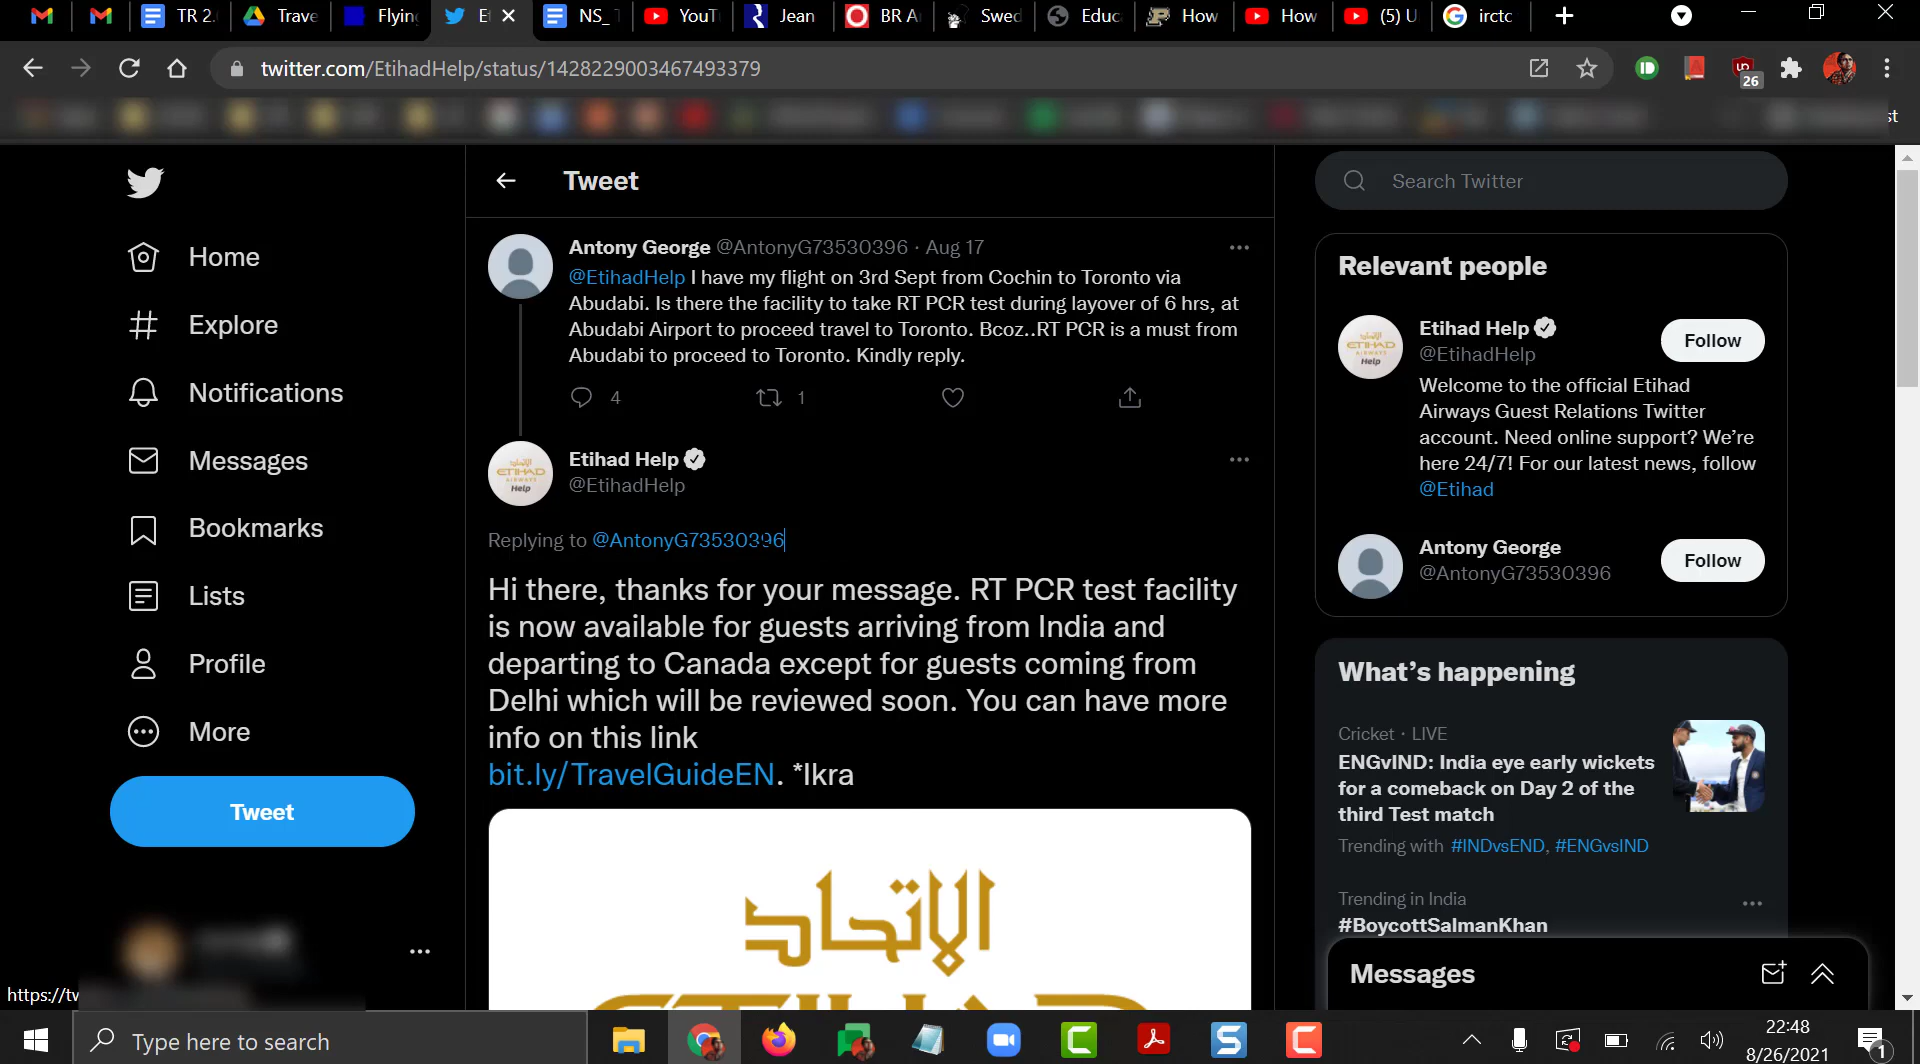 TR 2.
Trave
Flyin
E
NS_
YouT
Jean
BR A
Swed
Educ
How
How
(5) U
irctc
twitter.com/EtihadHelp/status/1428229003467493379
26
st
Tweet
Search Twitter
Home
Explore
Notifications
Messages
Bookmarks
Lists
Profile
More
Tweet
Antony George @AntonyG73530396 · Aug 17
@EtihadHelp I have my flight on 3rd Sept from Cochin to Toronto via
Abudabi. Is there the facility to take RT PCR test during layover of 6 hrs, at
Abudabi Airport to proceed travel to Toronto. Bcoz..RT PCR is a must from
Abudabi to proceed to Toronto. Kindly reply.
4 1
Etihad Help
@EtihadHelp
Replying to @AntonyG73530396
Hi there, thanks for your message. RT PCR test facility
is now available for guests arriving from India and
departing to Canada except for guests coming from
Delhi which will be reviewed soon. You can have more
info on this link
bit.ly/TravelGuideEN. *Ikra
الإتحاد
ETIHAD
Relevant people
الإتحاد
ETIHAD
AIRWAYS
Help
Etihad Help
@EtihadHelp
Follow
Welcome to the official Etihad
Airways Guest Relations Twitter
account. Need online support? We’re
here 24/7! For our latest news, follow
@Etihad
Antony George
@AntonyG73530396
Follow
What’s happening
Cricket · LIVE
ENGvIND: India eye early wickets
for a comeback on Day 2 of the
third Test match
Trending with #INDvsEND, #ENGvsIND
Trending in India
#BoycottSalmanKhan
Messages
https://tw
Type here to search
22:48
8/26/2021
1